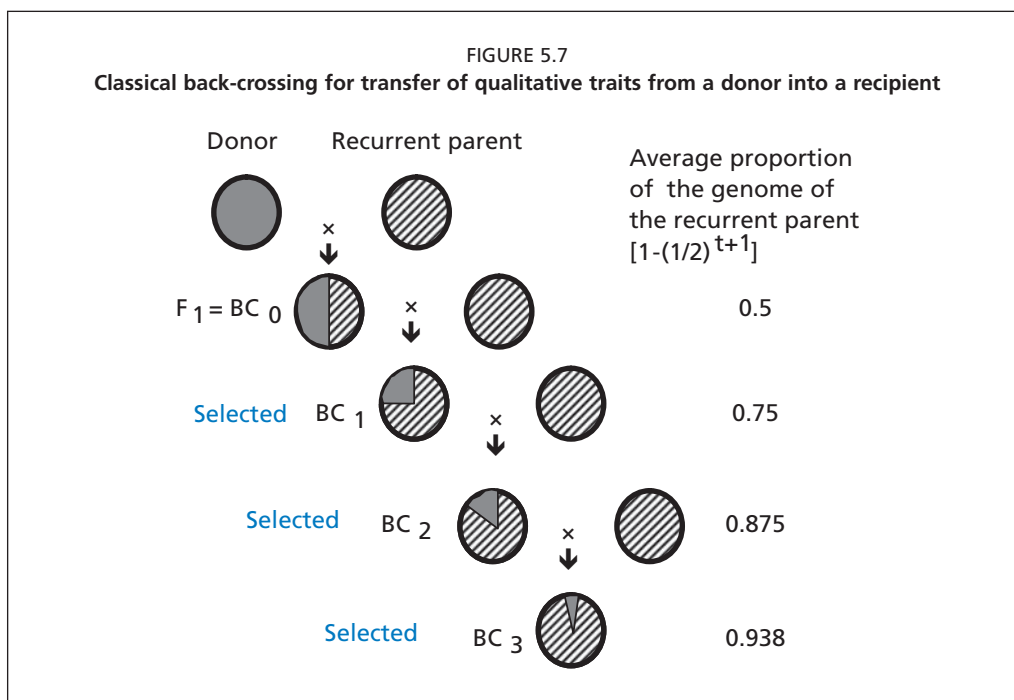 FIGURE 5.7
Classical back-crossing for transfer of qualitative traits from a donor into a recipient
Donor Recurrent parent
Average proportion
of the genome of
the recurrent parent
[1-(1/2) t+1]
×
F 1 = BC 0 × 0.5
Selected BC 1 × 0.75
Selected BC 2 × 0.875
Selected BC 3 0.938